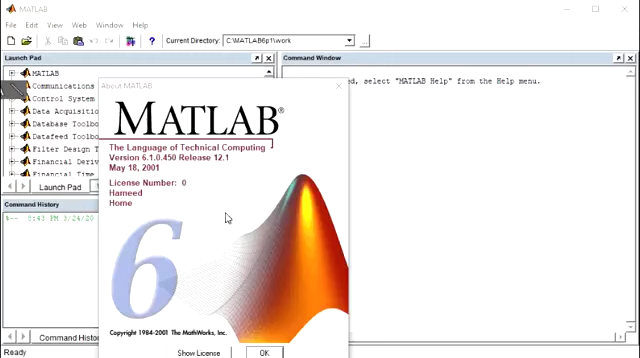 MATLAB
File Edit View Web Window Help
Current Directory: C:\MATLAB6p1\work
Launch Pad
MATLAB
Communications
Control System
Data Acquisitio
Database Toolbo
Datafeed Toolbo
Filter Design T
Financial Deriv
Financial Time
Launch Pad
Command History
%-- 5:43 PM 3/24/20
Command Histo
Command Window
ed, select "MATLAB Help" from the Help menu.
About MATLAB
MATLAB®
The Language of Technical Computing
Version 6.1.0.450 Release 12.1
May 18, 2001
License Number: 0
Hameed
Home
6
Copyright 1984-2001 The MathWorks, Inc.
Show License
OK
Ready